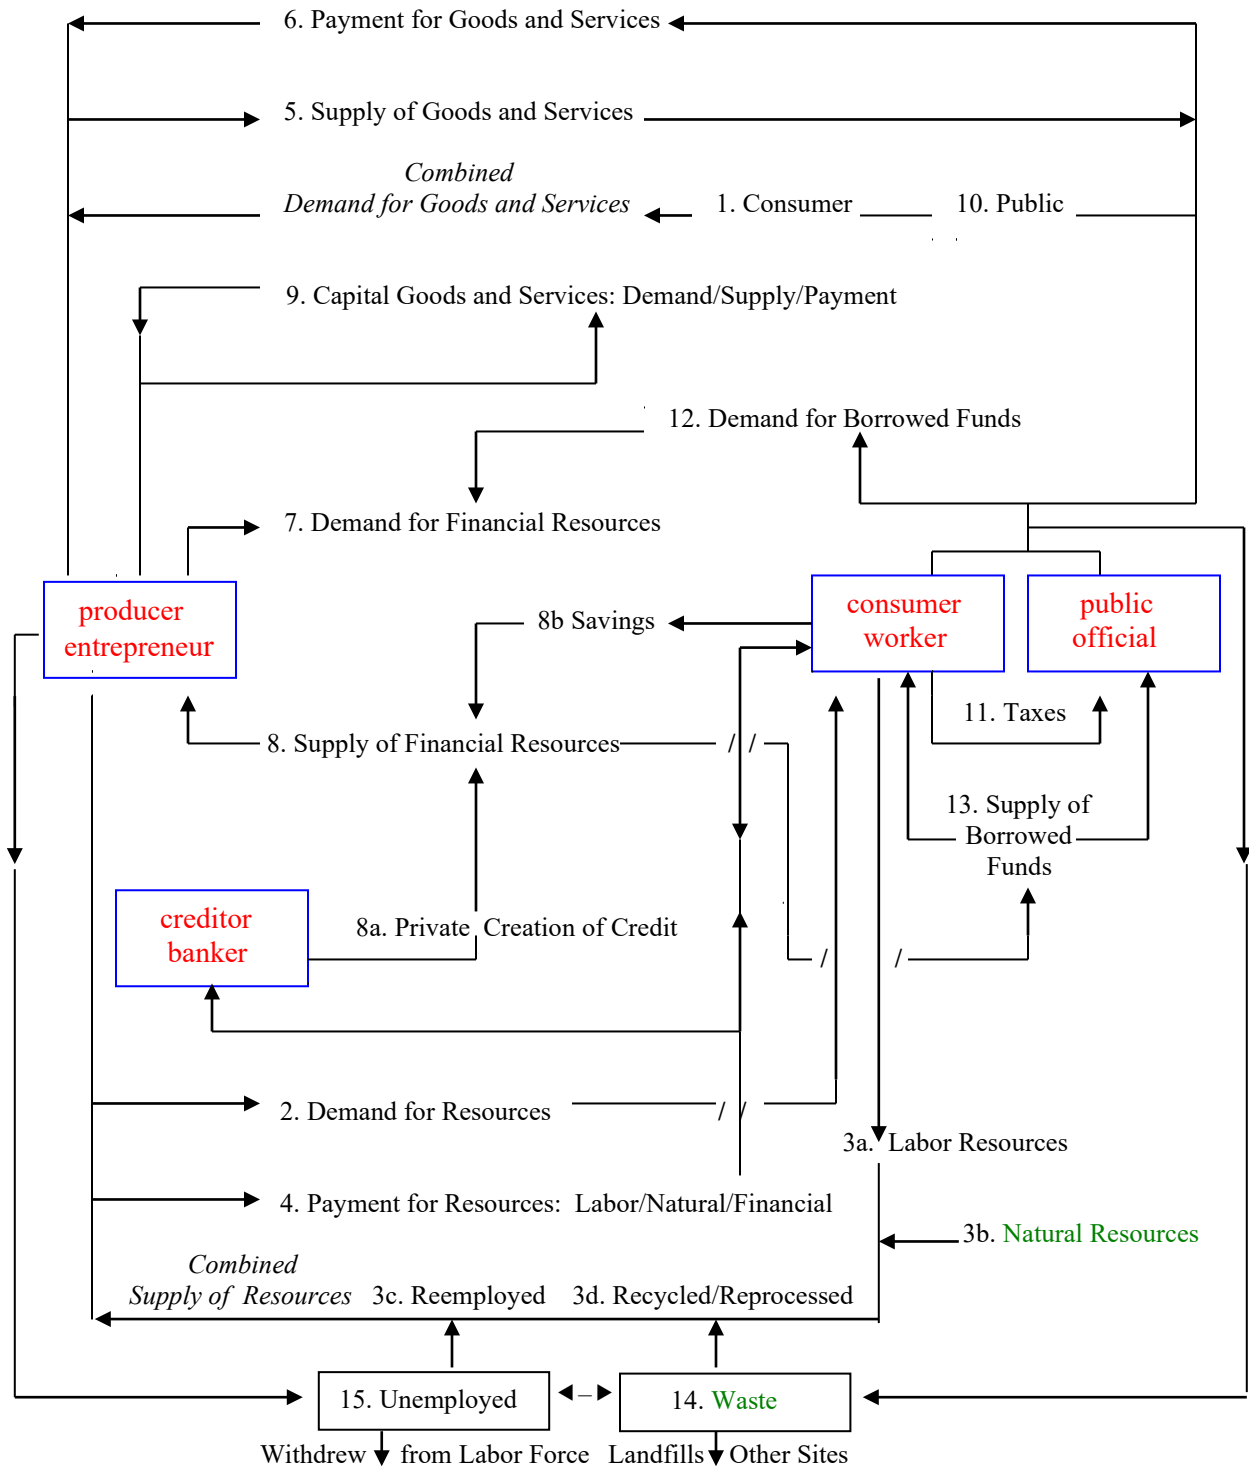 6. Payment for Goods and Services
5. Supply of Goods and Services
Combined
Demand for Goods and Services
1. Consumer
10. Public
9. Capital Goods and Services: Demand/Supply/Payment
12. Demand for Borrowed Funds
7. Demand for Financial Resources
producer
entrepreneur
consumer
worker
public
official
8b Savings
11. Taxes
8. Supply of Financial Resources
/ /
13. Supply of
Borrowed
Funds
creditor
banker
8a. Private Creation of Credit
/ /
2. Demand for Resources
/ /
3a. Labor Resources
4. Payment for Resources: Labor/Natural/Financial
3b. Natural Resources
Combined
Supply of Resources
3c. Reemployed
3d. Recycled/Reprocessed
15. Unemployed
–
14. Waste
Withdrew from Labor Force
Landfills Other Sites